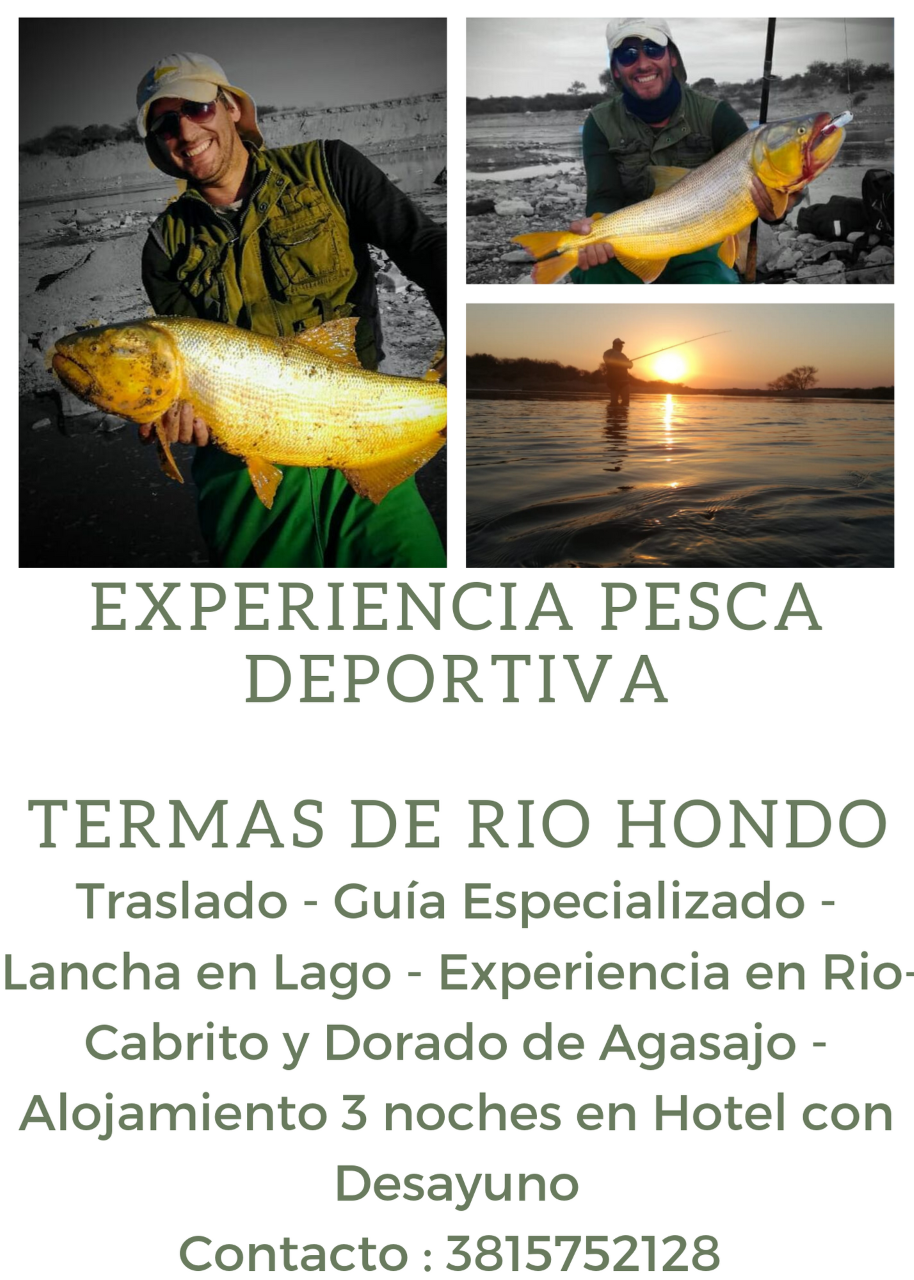 EXPERIENCIA PESCA
DEPORTIVA
TERMAS DE RIO HONDO
Traslado - Guía Especializado -
Lancha en Lago - Experiencia en Rio-
Cabrito y Dorado de Agasajo -
Alojamiento 3 noches en Hotel con
Desayuno
Contacto : 3815752128